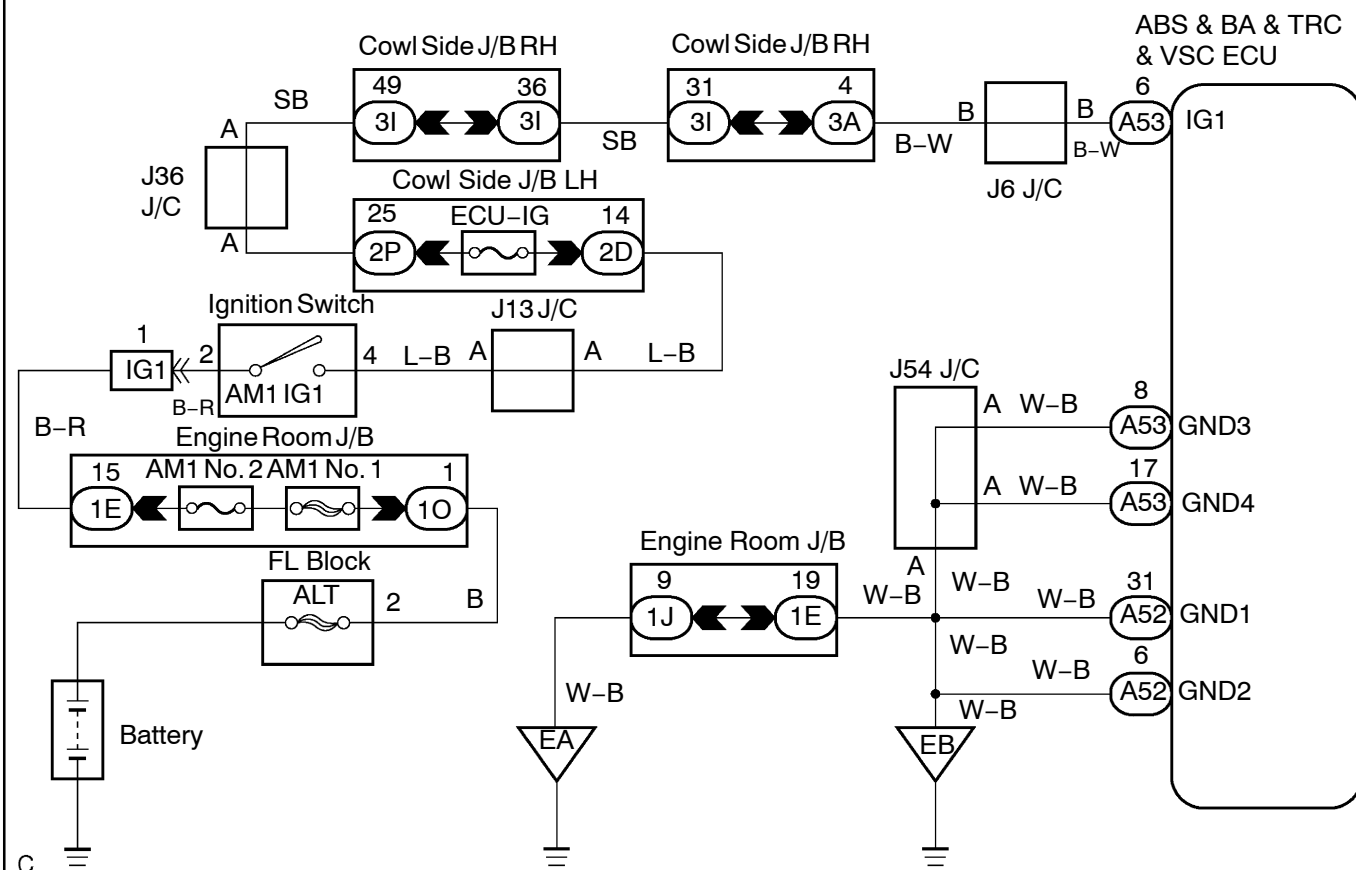 ABS & BA & TRC
& VSC ECU
Cowl Side J/B RH
Cowl Side J/B RH
49
36
31
4
6
SB
3I
3I
SB
3I
3A
B
B
A53
IG1
A
B–W
B–W
J36
J/C
J6 J/C
Cowl Side J/B LH
25
ECU–IG
14
A
2P
2D
Ignition Switch
J13 J/C
1
2
4
L–B
A
A
L–B
IG1
AM1 IG1
B–R
B–R
J54 J/C
8
A
W–B
A53
GND3
Engine Room J/B
15
AM1 No. 2
AM1 No. 1
1
17
1E
1O
A
W–B
A53
GND4
FL Block
Engine Room J/B
ALT
2
B
9
19
A
W–B
31
W–B
W–B
1J
1E
A52
GND1
W–B
6
W–B
W–B
A52
GND2
W–B
Battery
EA
EB
C